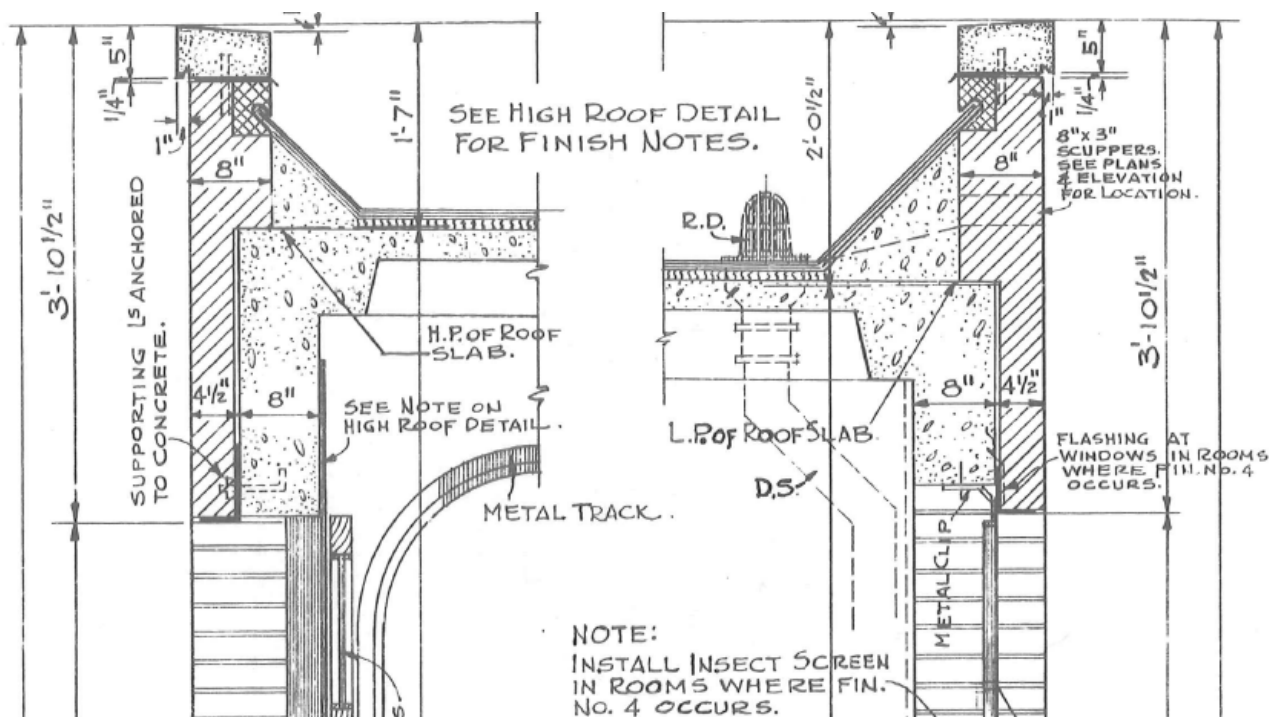 5"
1/4"
1"
8"
1'-7"
3'-10 1/2"
SUPPORTING Ls ANCHORED
TO CONCRETE.
4 1/2"
8"
SEE HIGH ROOF DETAIL
FOR FINISH NOTES.
H.P. OF ROOF
SLAB.
SEE NOTE ON
HIGH ROOF DETAIL.
METAL TRACK.
R.D.
2'-0 1/2"
5"
1/4"
1"
8"
8" x 3"
SCUPPERS.
SEE PLANS
& ELEVATION
FOR LOCATION.
3'-10 1/2"
8"
4 1/2"
L.P. OF ROOF SLAB.
D.S.
FLASHING AT
WINDOWS IN ROOMS
WHERE FIN. NO. 4
OCCURS.
METAL CLIP
NOTE:
INSTALL INSECT SCREEN
IN ROOMS WHERE FIN.
NO. 4 OCCURS.